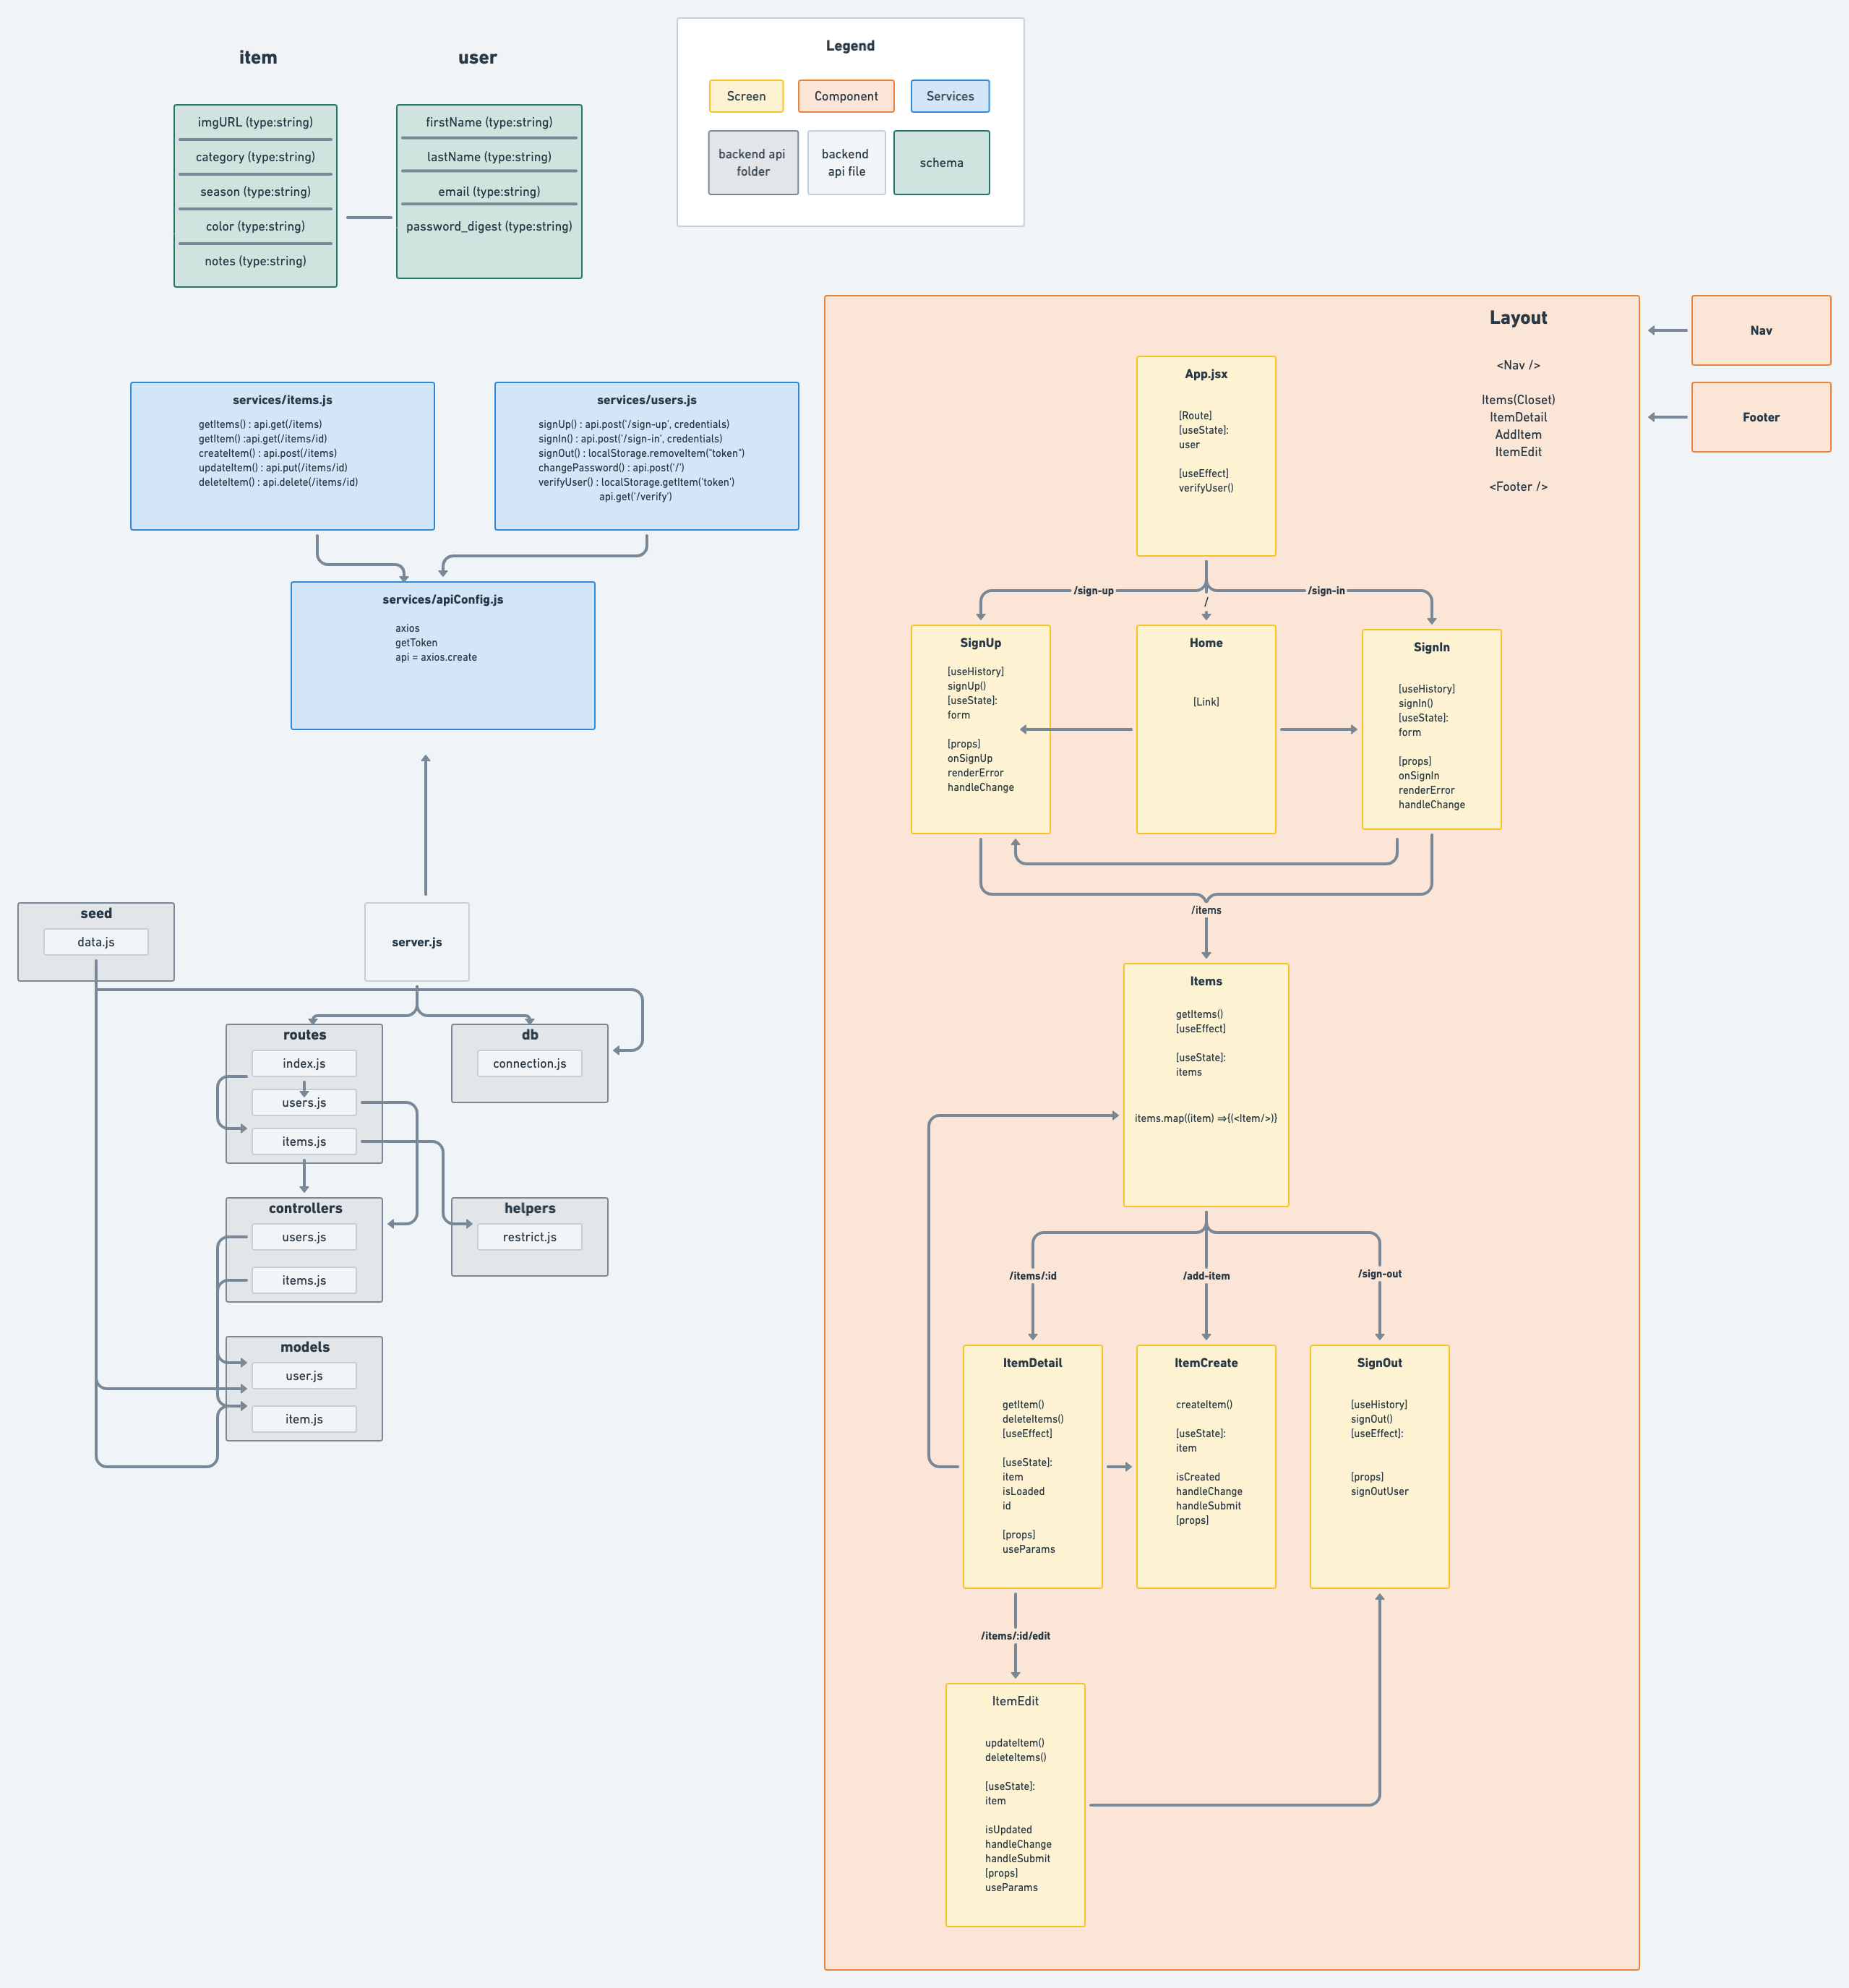 item
imgURL (type:string)
category (type:string)
season (type:string)
color (type:string)
notes (type:string)
user
firstName (type:string)
lastName (type:string)
email (type:string)
password_digest (type:string)
Legend
Screen
Component
Services
backend api
folder
backend
api file
schema
services/items.js
getItems() : api.get(/items)
getItem() :api.get(/items/id)
createItem() : api.post(/items)
updateItem() : api.put(/items/id)
deleteItem() : api.delete(/items/id)
services/users.js
signUp() : api.post('/sign-up', credentials)
signIn() : api.post('/sign-in', credentials)
signOut() : localStorage.removeItem("token")
changePassword() : api.post('/')
verifyUser() : localStorage.getItem('token')
api.get('/verify')
services/apiConfig.js
axios
getToken
api = axios.create
seed
data.js
server.js
routes
index.js
users.js
items.js
db
connection.js
controllers
users.js
items.js
helpers
restrict.js
models
user.js
item.js
Layout
<Nav />
Items(Closet)
ItemDetail
AddItem
ItemEdit
<Footer />
Nav
Footer
App.jsx
[Route]
[useState]:
user
[useEffect]
verifyUser()
/sign-up
/
/sign-in
SignUp
[useHistory]
signUp()
[useState]:
form
[props]
onSignUp
renderError
handleChange
Home
[Link]
SignIn
[useHistory]
signIn()
[useState]:
form
[props]
onSignIn
renderError
handleChange
/items
Items
getItems()
[useEffect]
[useState]:
items
items.map((item) =>{(<Item/>)}
/items/:id
/add-item
/sign-out
ItemDetail
getItem()
deleteItems()
[useEffect]
[useState]:
item
isLoaded
id
[props]
useParams
ItemCreate
createItem()
[useState]:
item
isCreated
handleChange
handleSubmit
[props]
SignOut
[useHistory]
signOut()
[useEffect]:
[props]
signOutUser
/items/:id/edit
ItemEdit
updateItem()
deleteItems()
[useState]:
item
isUpdated
handleChange
handleSubmit
[props]
useParams